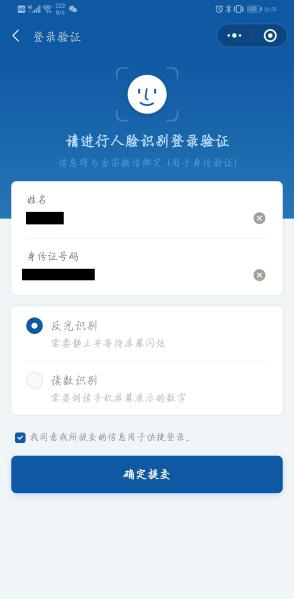 222
B/s
登录验证
请进行人脸识别登录验证
信息将与当前微信绑定 (用于身份验证)
姓名
身份证号码
反光识别
需要静止并等待屏幕闪烁
读数识别
需要朗读手机屏幕展示的数字
我同意我所提交的信息用于快捷登录。
确定提交